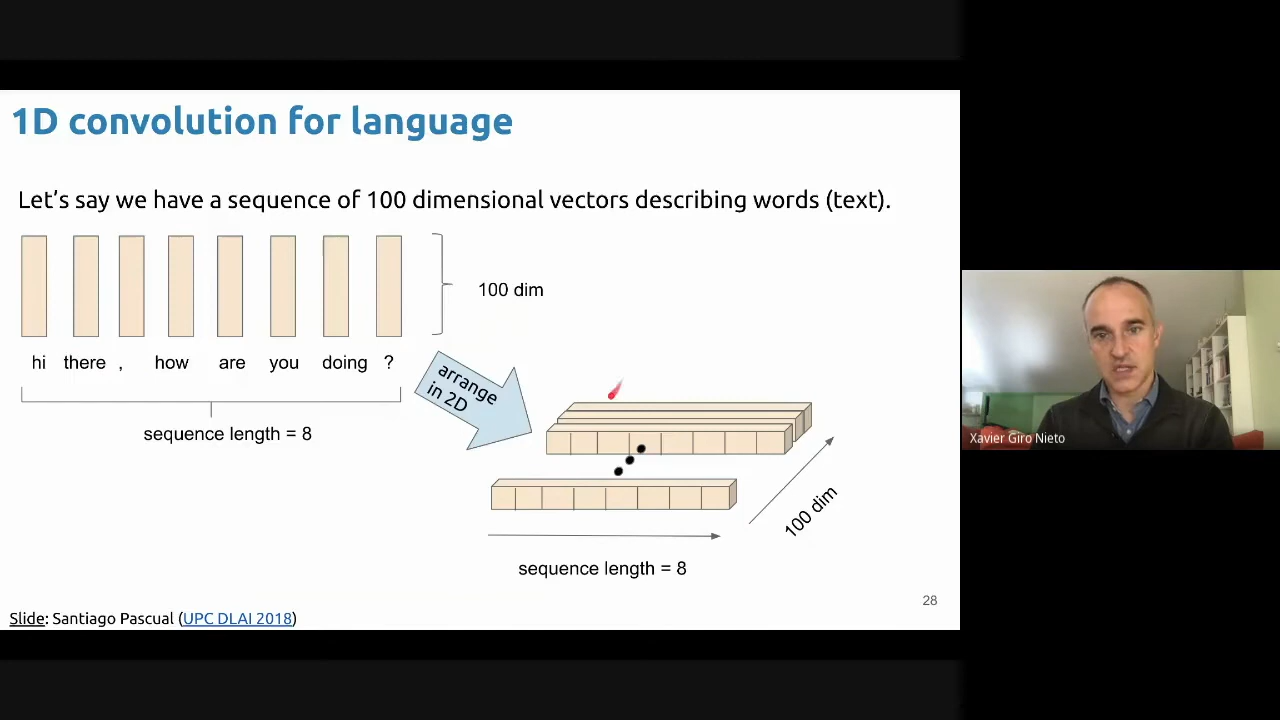 1D convolution for language
Let's say we have a sequence of 100 dimensional vectors describing words (text).
100 dim
hi there , how are you doing ?
sequence length = 8
arrange
in 2D
100 dim
sequence length = 8
28
Slide: Santiago Pascual (UPC DLAI 2018)
Xavier Giro Nieto